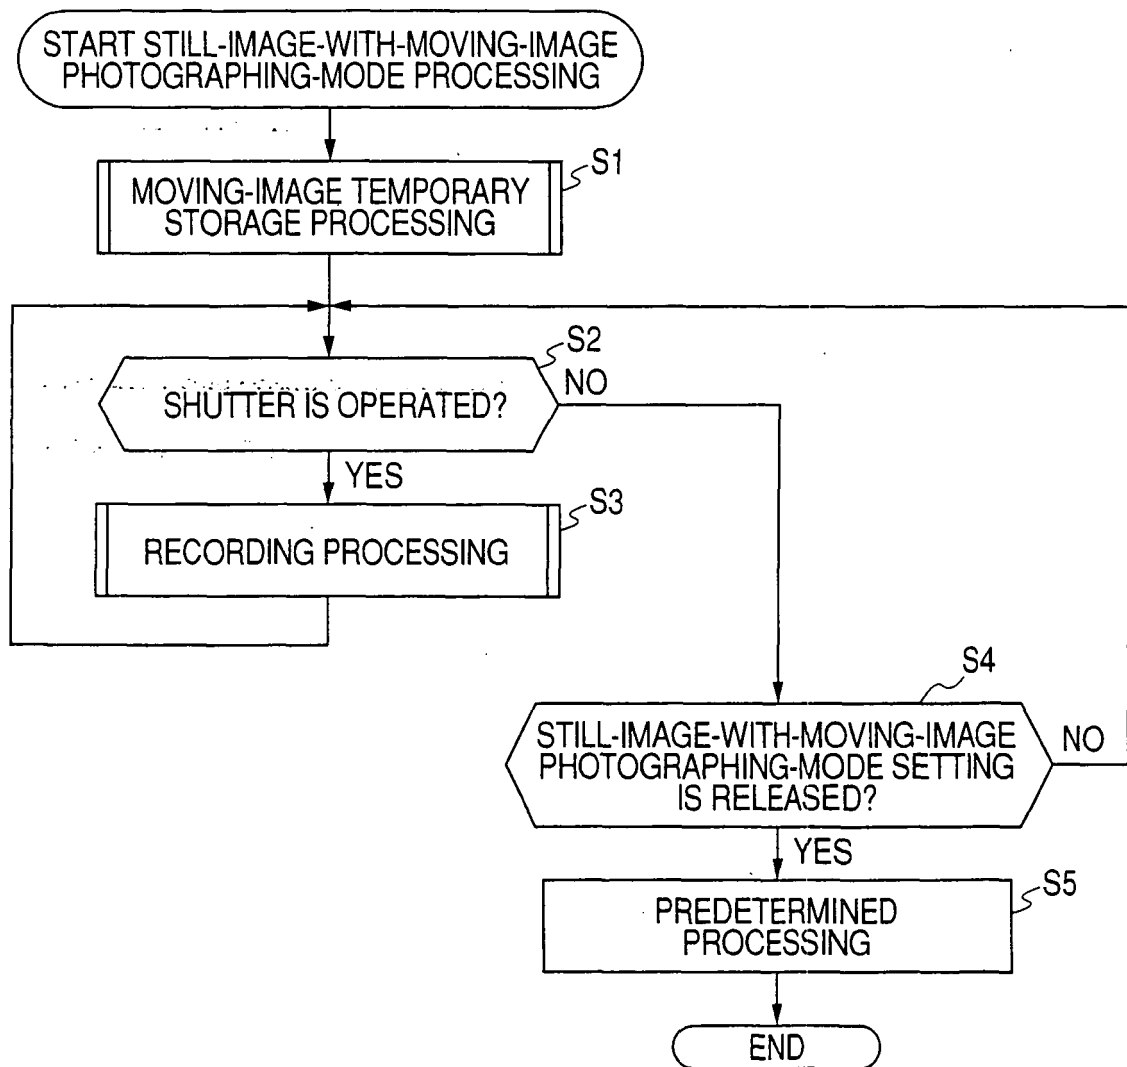 START STILL-IMAGE-WITH-MOVING-IMAGE
PHOTOGRAPHING-MODE PROCESSING
S1
MOVING-IMAGE TEMPORARY
STORAGE PROCESSING
S2
NO
SHUTTER IS OPERATED?
YES
S3
RECORDING PROCESSING
S4
STILL-IMAGE-WITH-MOVING-IMAGE
PHOTOGRAPHING-MODE SETTING
IS RELEASED?
NO
YES
S5
PREDETERMINED
PROCESSING
END